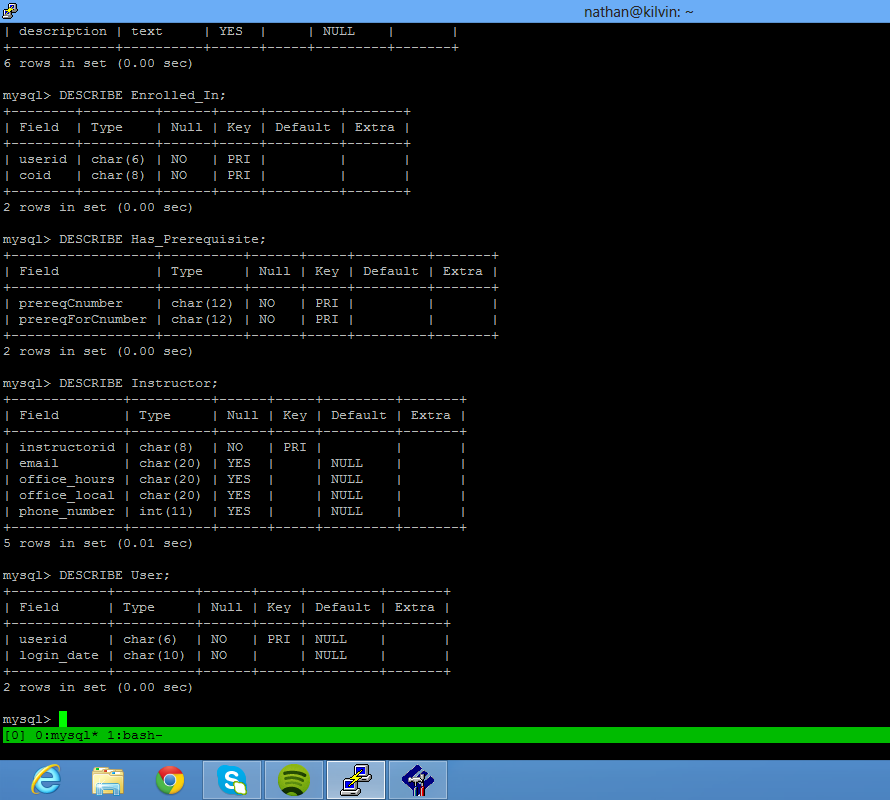 nathan@kilvin: ~
| description | text      | YES  |     | NULL    |       |
+-------------+-----------+------+-----+---------+-------+
6 rows in set (0.00 sec)
mysql> DESCRIBE Enrolled_In;
+--------+---------+------+-----+---------+-------+
| Field  | Type    | Null | Key | Default | Extra |
+--------+---------+------+-----+---------+-------+
| userid | char(6) | NO   | PRI |         |       |
| coid   | char(8) | NO   | PRI |         |       |
+--------+---------+------+-----+---------+-------+
2 rows in set (0.00 sec)
mysql> DESCRIBE Has_Prerequisite;
+------------------+----------+------+-----+---------+-------+
| Field            | Type     | Null | Key | Default | Extra |
+------------------+----------+------+-----+---------+-------+
| prereqCnumber    | char(12) | NO   | PRI |         |       |
| prereqForCnumber | char(12) | NO   | PRI |         |       |
+------------------+----------+------+-----+---------+-------+
2 rows in set (0.00 sec)
mysql> DESCRIBE Instructor;
+--------------+----------+------+-----+---------+-------+
| Field        | Type     | Null | Key | Default | Extra |
+--------------+----------+------+-----+---------+-------+
| instructorid | char(8)  | NO   | PRI |         |       |
| email        | char(20) | YES  |     | NULL    |       |
| office_hours | char(20) | YES  |     | NULL    |       |
| office_local | char(20) | YES  |     | NULL    |       |
| phone_number | int(11)  | YES  |     | NULL    |       |
+--------------+----------+------+-----+---------+-------+
5 rows in set (0.01 sec)
mysql> DESCRIBE User;
+------------+----------+------+-----+---------+-------+
| Field      | Type     | Null | Key | Default | Extra |
+------------+----------+------+-----+---------+-------+
| userid     | char(6)  | NO   | PRI | NULL    |       |
| login_date | char(10) | NO   |     | NULL    |       |
+------------+----------+------+-----+---------+-------+
2 rows in set (0.00 sec)
mysql>
[0] 0:mysql* 1:bash-